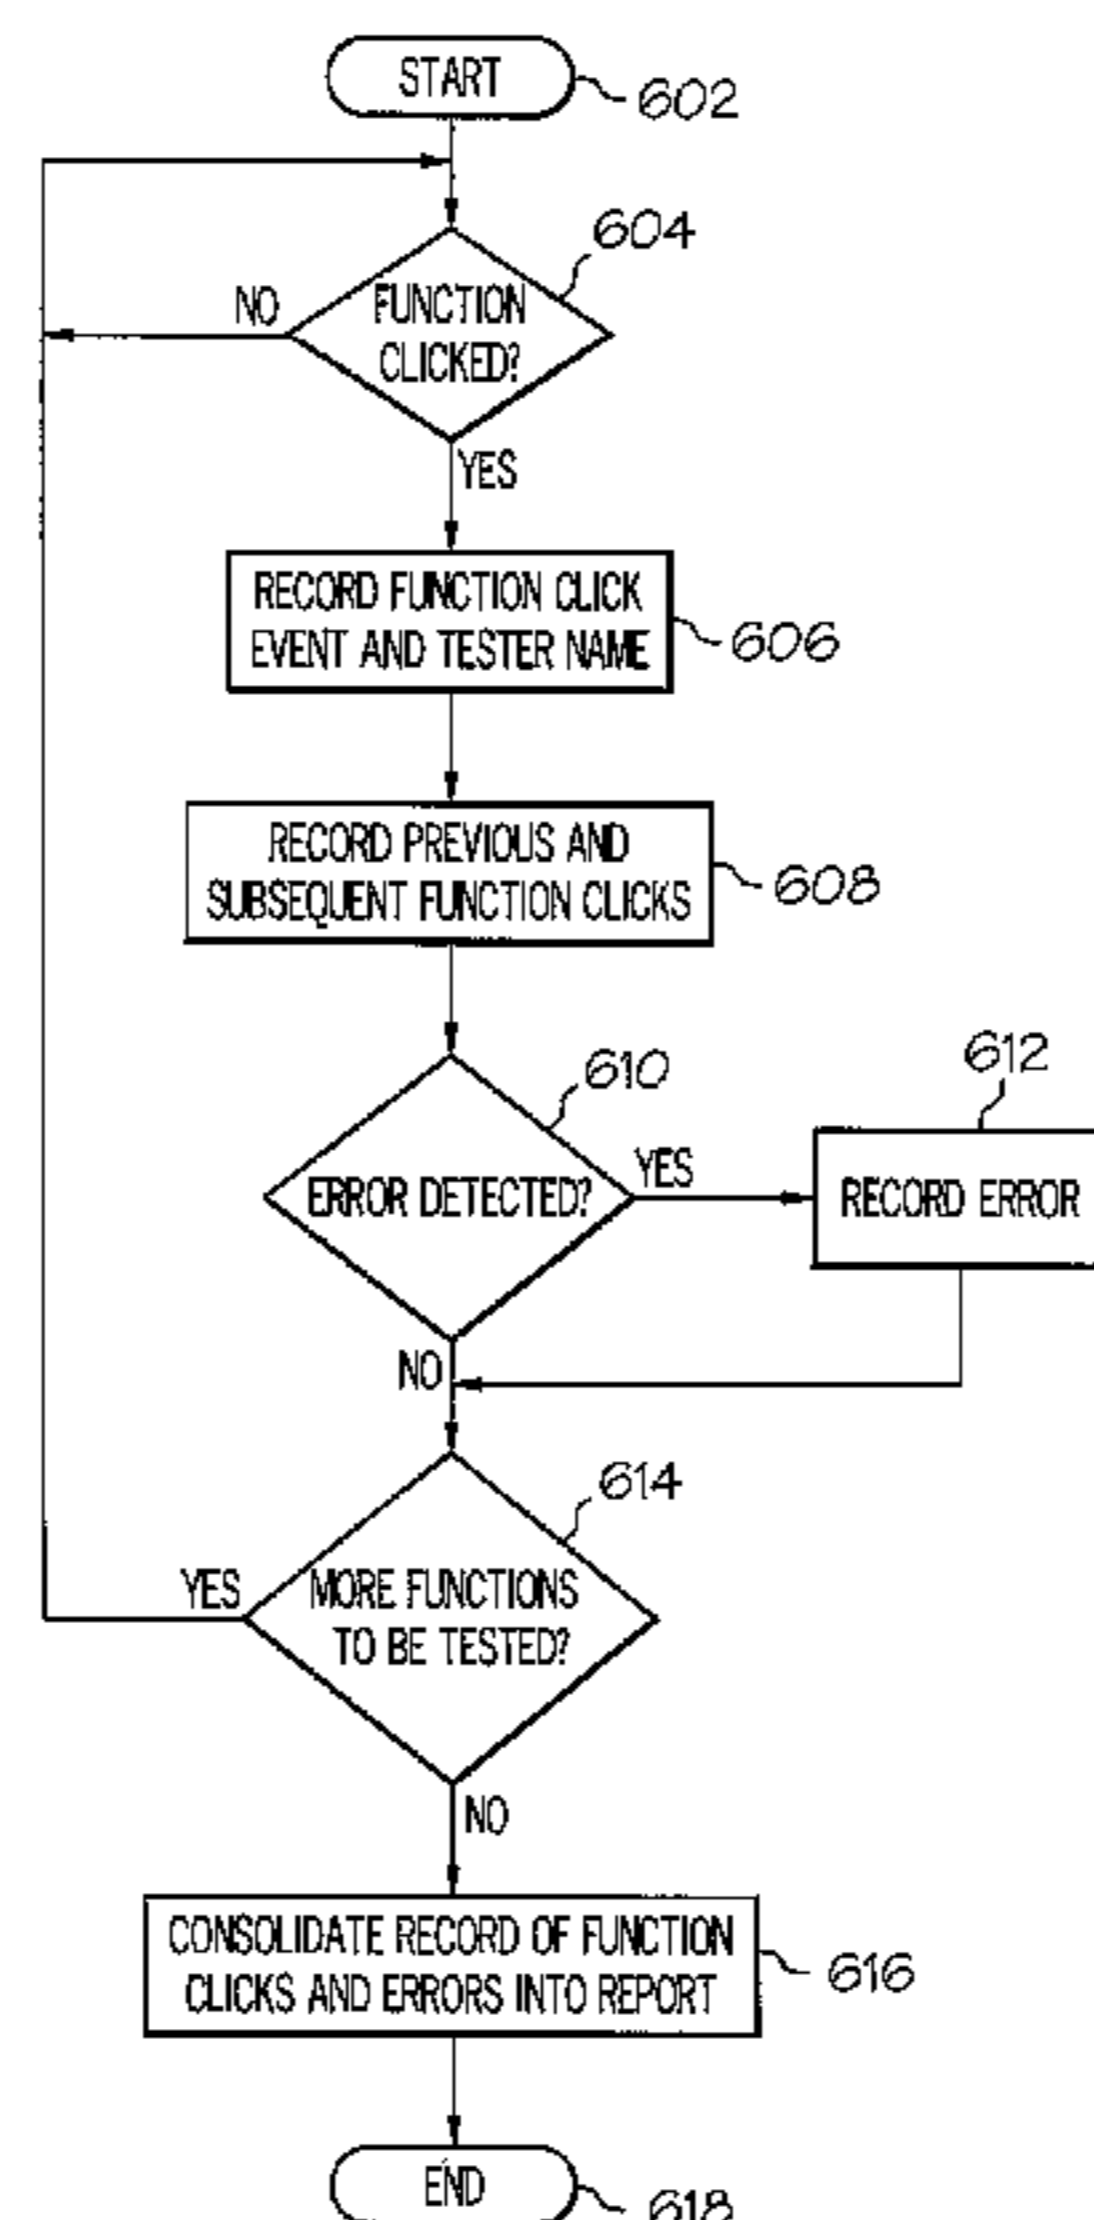 START
602
604
NO
FUNCTION
CLICKED?
YES
RECORD FUNCTION CLICK
EVENT AND TESTER NAME
606
RECORD PREVIOUS AND
SUBSEQUENT FUNCTION CLICKS
608
610
612
ERROR DETECTED?
YES
RECORD ERROR
NO
614
YES
MORE FUNCTIONS
TO BE TESTED?
NO
CONSOLIDATE RECORD OF FUNCTION
CLICKS AND ERRORS INTO REPORT
616
END
618